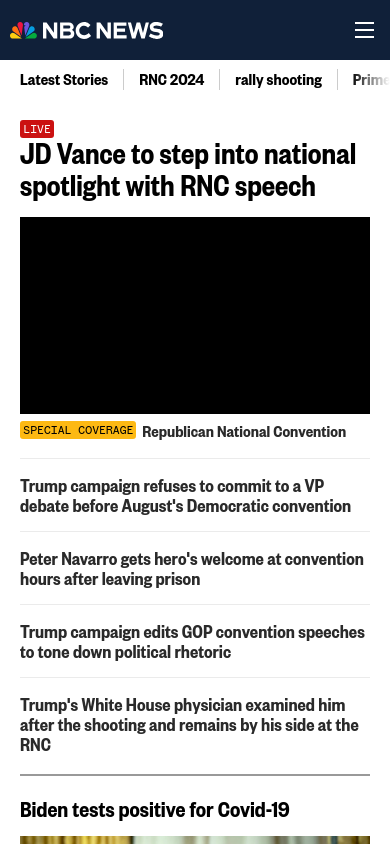 NBC NEWS
Latest Stories
RNC 2024
rally shooting
Prime
LIVE
JD Vance to step into national
spotlight with RNC speech
SPECIAL COVERAGE Republican National Convention
Trump campaign refuses to commit to a VP
debate before August's Democratic convention
Peter Navarro gets hero's welcome at convention
hours after leaving prison
Trump campaign edits GOP convention speeches
to tone down political rhetoric
Trump's White House physician examined him
after the shooting and remains by his side at the
RNC
Biden tests positive for Covid-19